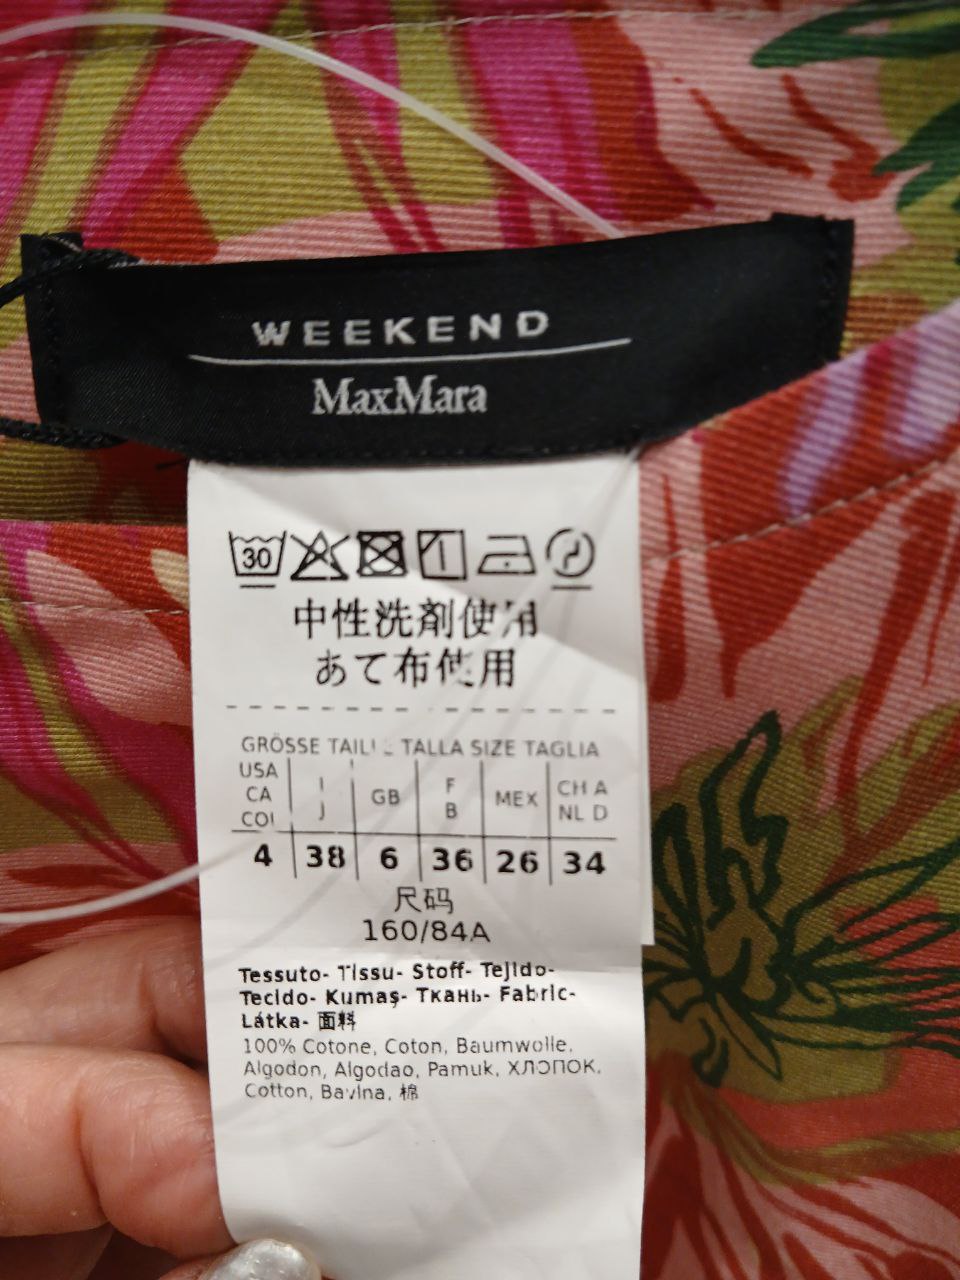 WEEKEND
MaxMara
30
中性洗剤使用
あて布使用
GRÖSSE TAILLE TALLA SIZE TAGLIA
USA CA COL | I J | GB | F B | MEX | CH A NL D
4 | 38 | 6 | 36 | 26 | 34
尺码
160/84A
Tessuto- Tissu- Stoff- Tejido-
Tecido- Kumaş- Ткань- Fabric-
Látka- 面料
100% Cotone, Coton, Baumwolle,
Algodon, Algodao, Pamuk, ХЛОПОК,
Cotton, Bavlna, 棉